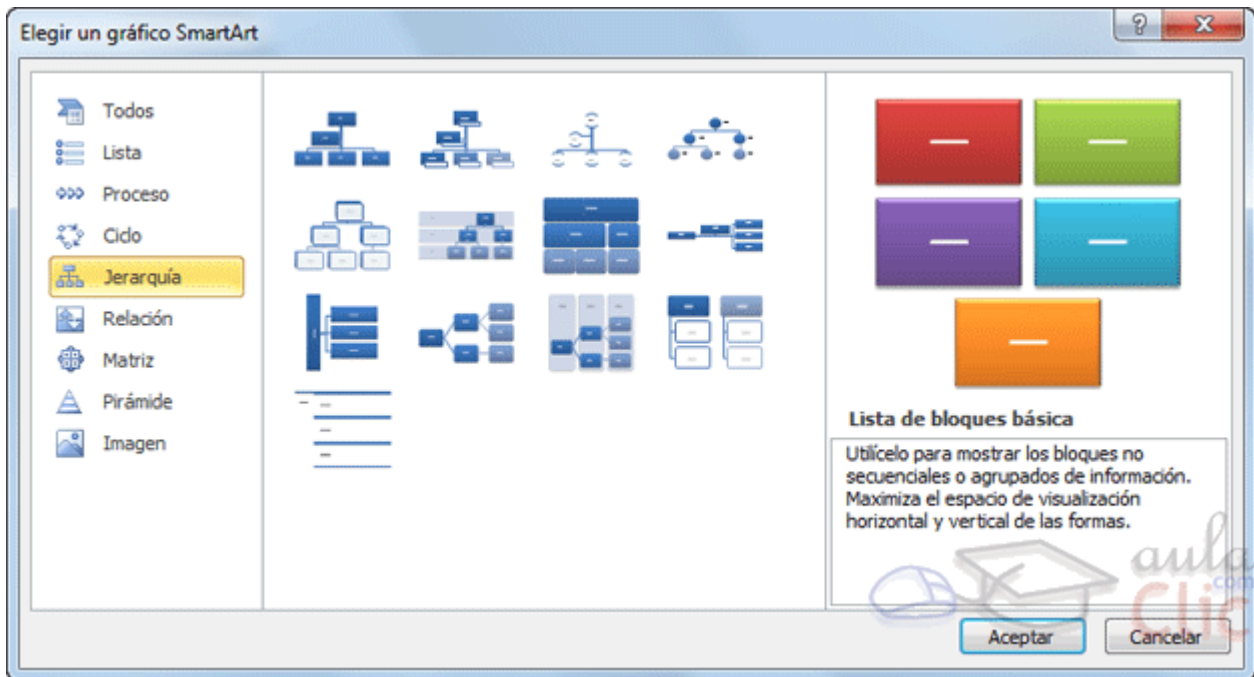 Elegir un gráfico SmartArt
Todos
Lista
Proceso
Ciclo
Jerarquía
Relación
Matriz
Pirámide
Imagen
Lista de bloques básica
Utilícelo para mostrar los bloques no
secuenciales o agrupados de información.
Maximiza el espacio de visualización
horizontal y vertical de las formas.
aula
Clic
.com
Aceptar
Cancelar